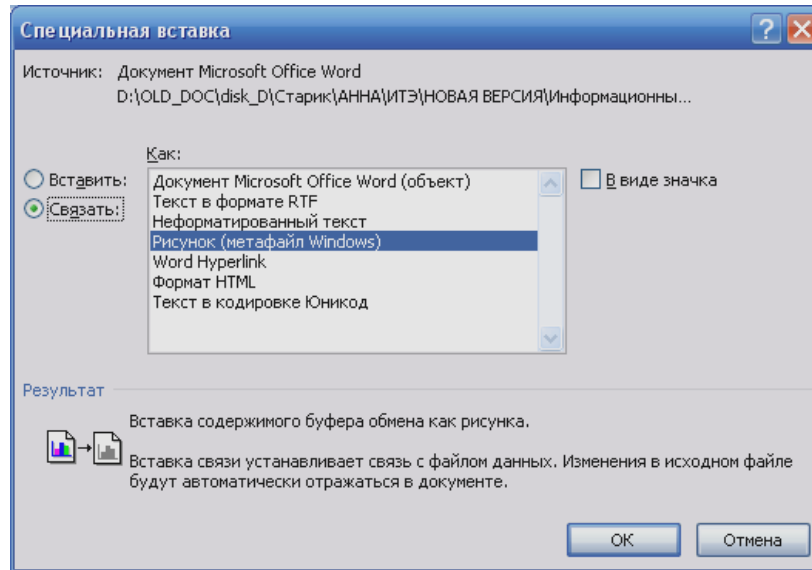 Специальная вставка
Источник: Документ Microsoft Office Word
D:\OLD_DOC\disk_D\Старик\АННА\ИТЭ\НОВАЯ ВЕРСИЯ\Информационны...
Как:
Вставить:
Связать:
Документ Microsoft Office Word (объект)
Текст в формате RTF
Неформатированный текст
Рисунок (метафайл Windows)
Word Hyperlink
Формат HTML
Текст в кодировке Юникод
В виде значка
Результат
Вставка содержимого буфера обмена как рисунка.
Вставка связи устанавливает связь с файлом данных. Изменения в исходном файле
будут автоматически отражаться в документе.
ОК
Отмена